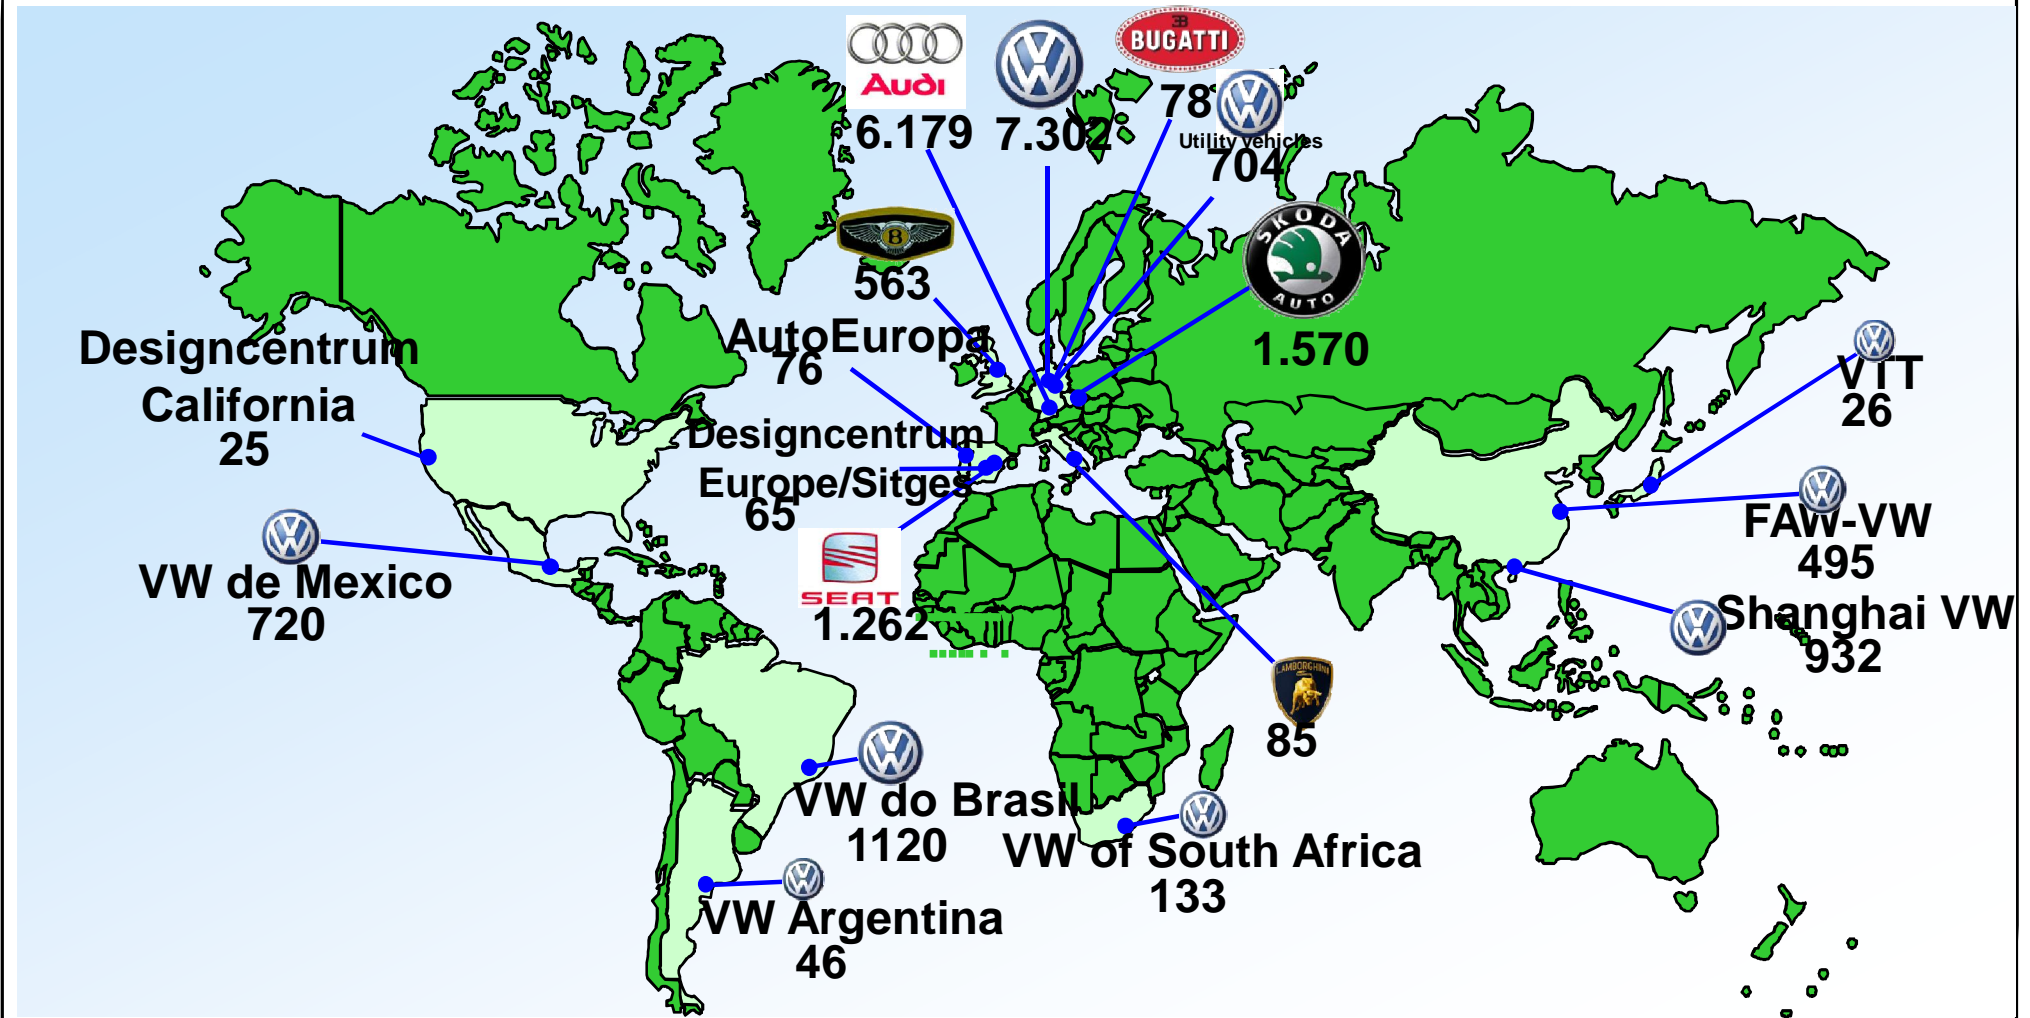 Audi
6.179
7.302
BUGATTI
78
Utility vehicles
704
SKODA
AUTO
1.570
B
563
AutoEuropa
76
Designcentrum
California
25
Designcentrum
Europe/Sitges
65
VW de Mexico
720
SEAT
1.262
VTT
26
FAW-VW
495
Shanghai VW
932
LAMBORGHINI
85
VW do Brasil
1120
VW of South Africa
133
VW Argentina
46